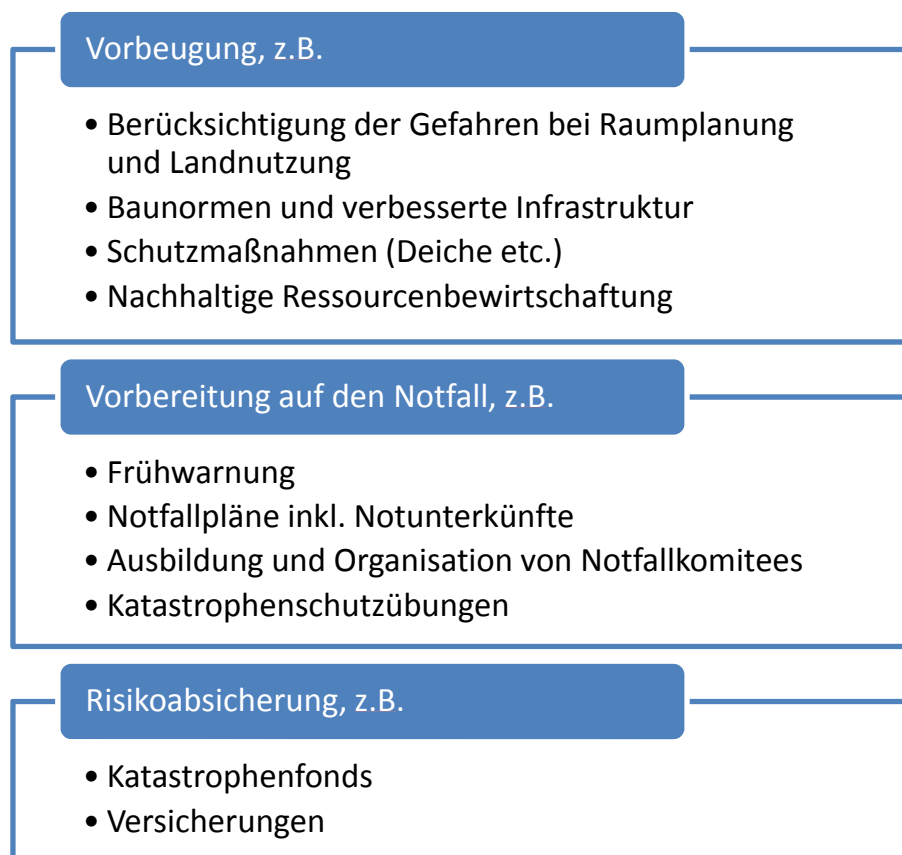 Vorbeugung, z.B.
• Berücksichtigung der Gefahren bei Raumplanung
und Landnutzung
• Baunormen und verbesserte Infrastruktur
• Schutzmaßnahmen (Deiche etc.)
• Nachhaltige Ressourcenbewirtschaftung
Vorbereitung auf den Notfall, z.B.
• Frühwarnung
• Notfallpläne inkl. Notunterkünfte
• Ausbildung und Organisation von Notfallkomitees
• Katastrophenschutzübungen
Risikoabsicherung, z.B.
• Katastrophenfonds
• Versicherungen